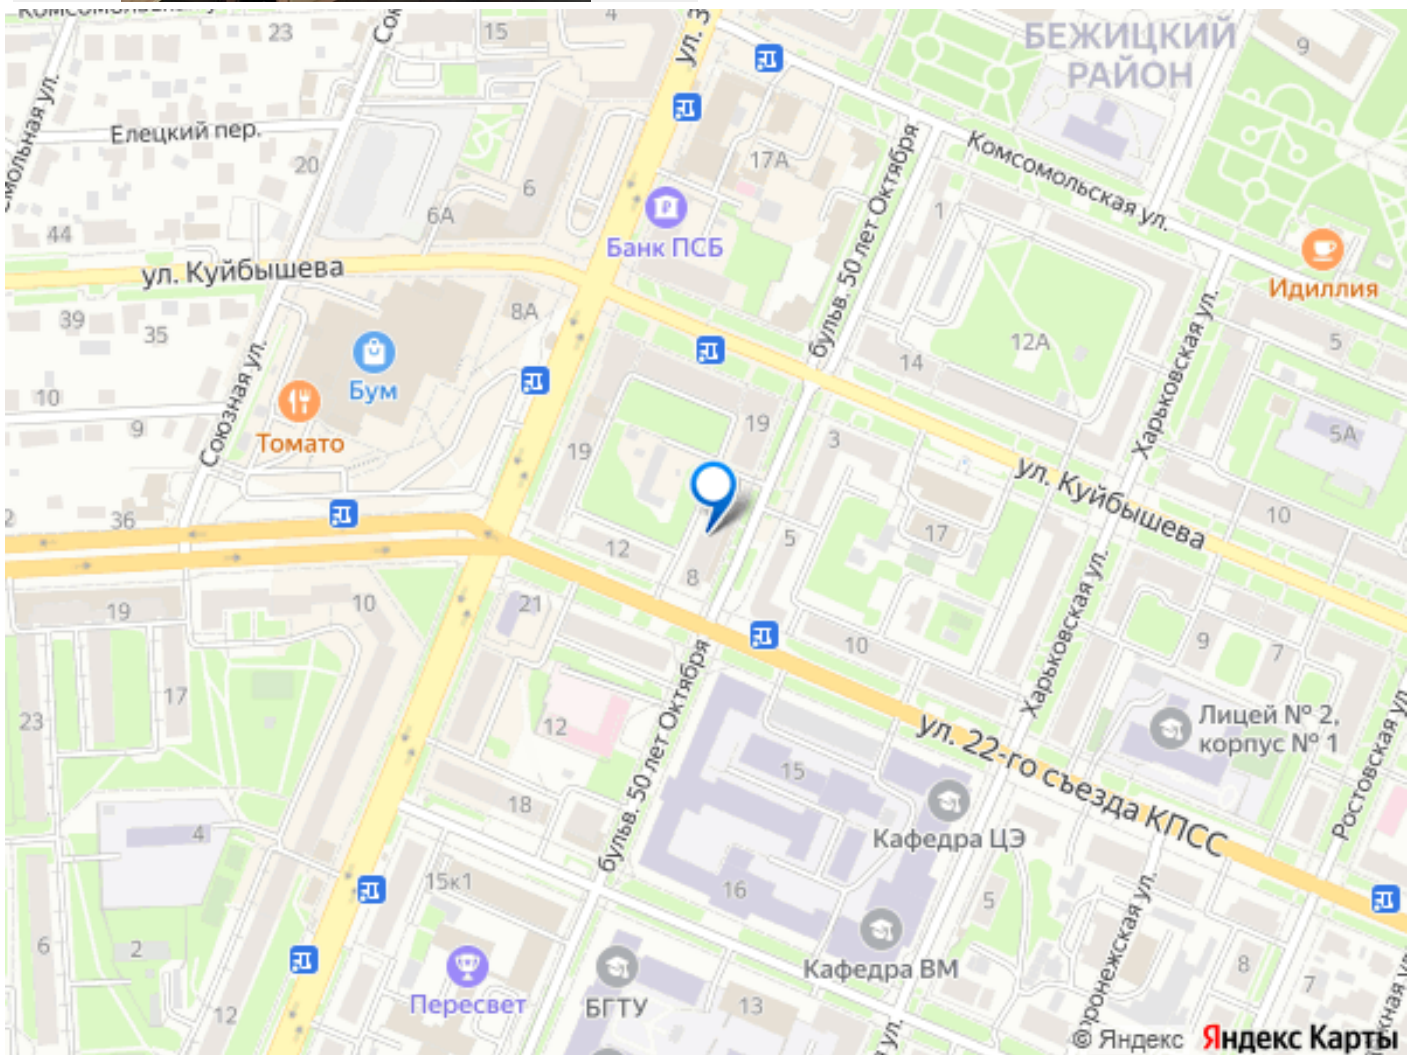 23
15
4
ул. З
БЕЖИЦКИЙ
РАЙОН
9
Елецкий пер.
20
17А
Комсомольская ул.
6
6А
1
44
Банк ПСБ
бульв. 50 лет Октября
ул. Куйбышева
Идиллия
39
35
8А
12А
5
14
Харьковская ул.
Бум
10
9
Томато
Союзная ул.
19
19
3
5А
ул. Куйбышева
36
10
12
5
17
8
19
10
21
10
Харьковская ул.
9
7
17
23
12
бульв. 50 лет Октября
Лицей № 2,
корпус № 1
ул. 22-го съезда КПСС
Ростовская ул.
15
18
4
Кафедра ЦЭ
15к1
16
5
6
2
Кафедра ВМ
8
7
Пересвет
БГТУ
13
12
ул.
© Яндекс Яндекс Карты